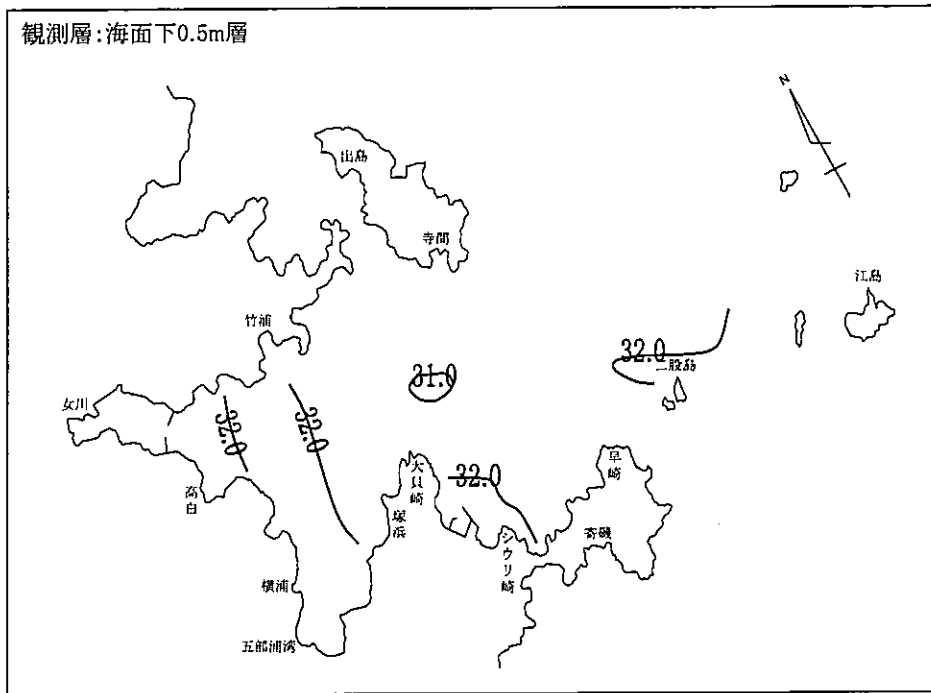 観測層:海面下0.5m層
N
出島
寺間
江島
竹浦
32.0
二股島
31.0
女川
32.0
32.0
大貝崎
32.0
早崎
高白
塚浜
シウリ崎
寄磯
横浦
五部浦湾